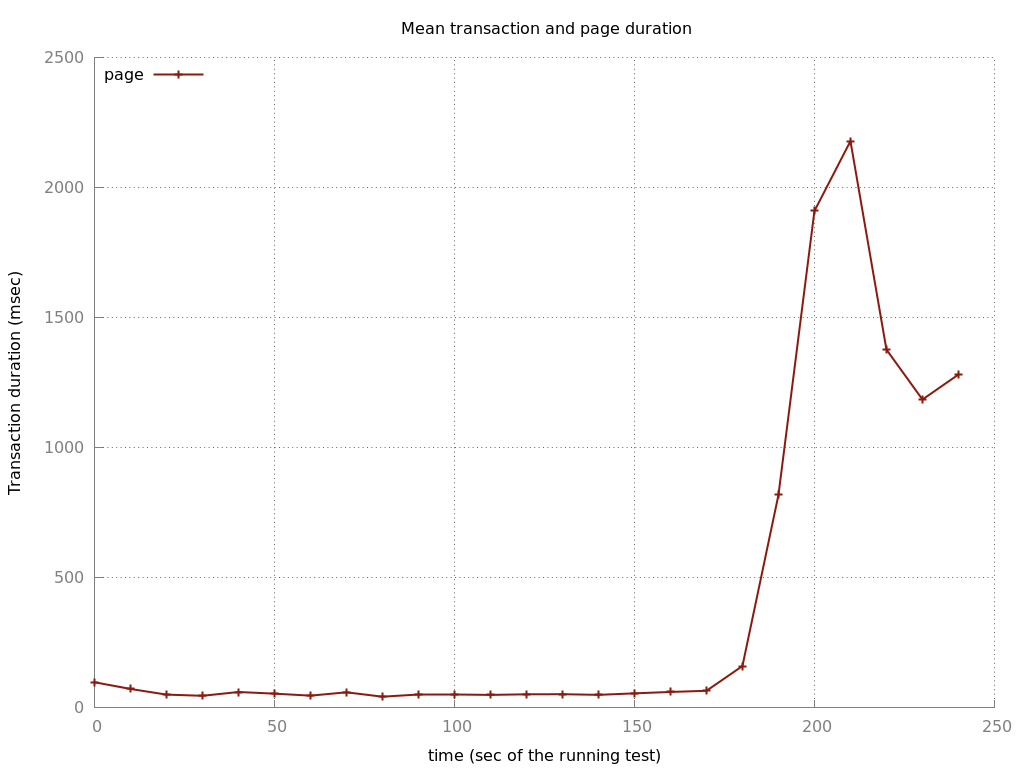 Mean transaction and page duration
page
2500
2000
1500
1000
500
0
Transaction duration (msec)
0 50 100 150 200 250
time (sec of the running test)